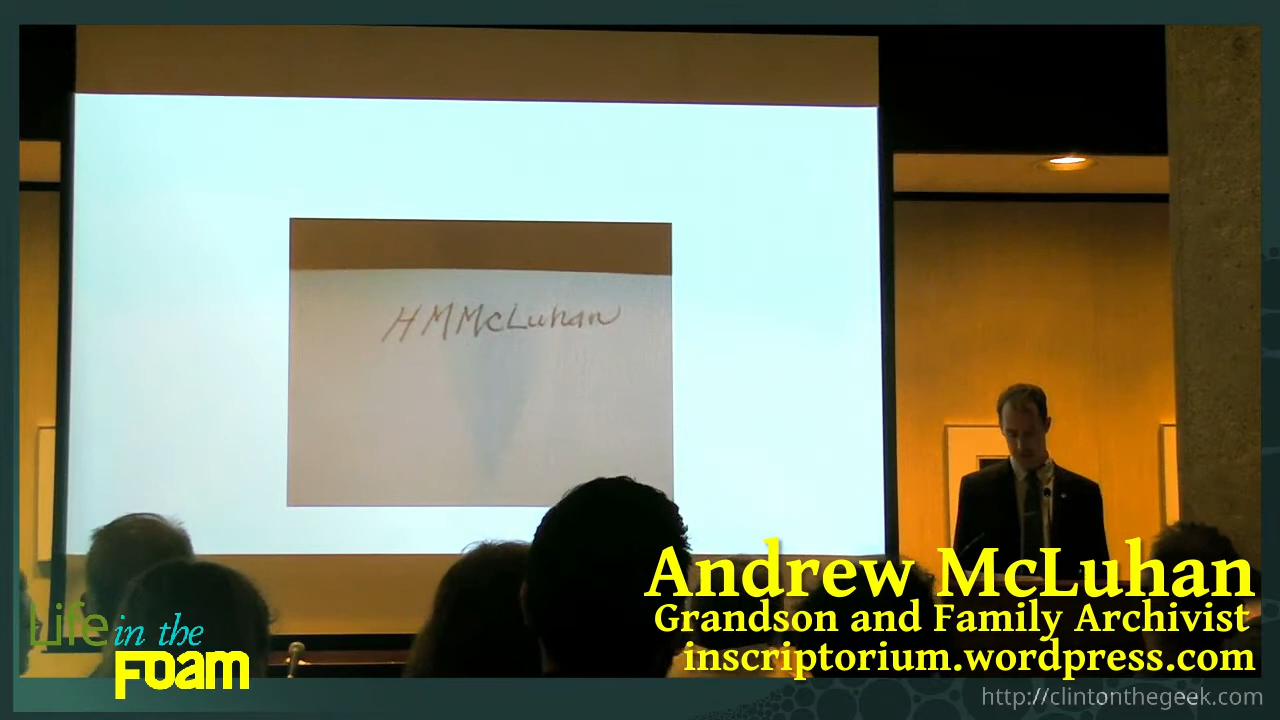 HMMcLuhan
Andrew McLuhan
Grandson and Family Archivist
inscriptorium.wordpress.com
Life in the
FOAM
http://clintonthegeek.com